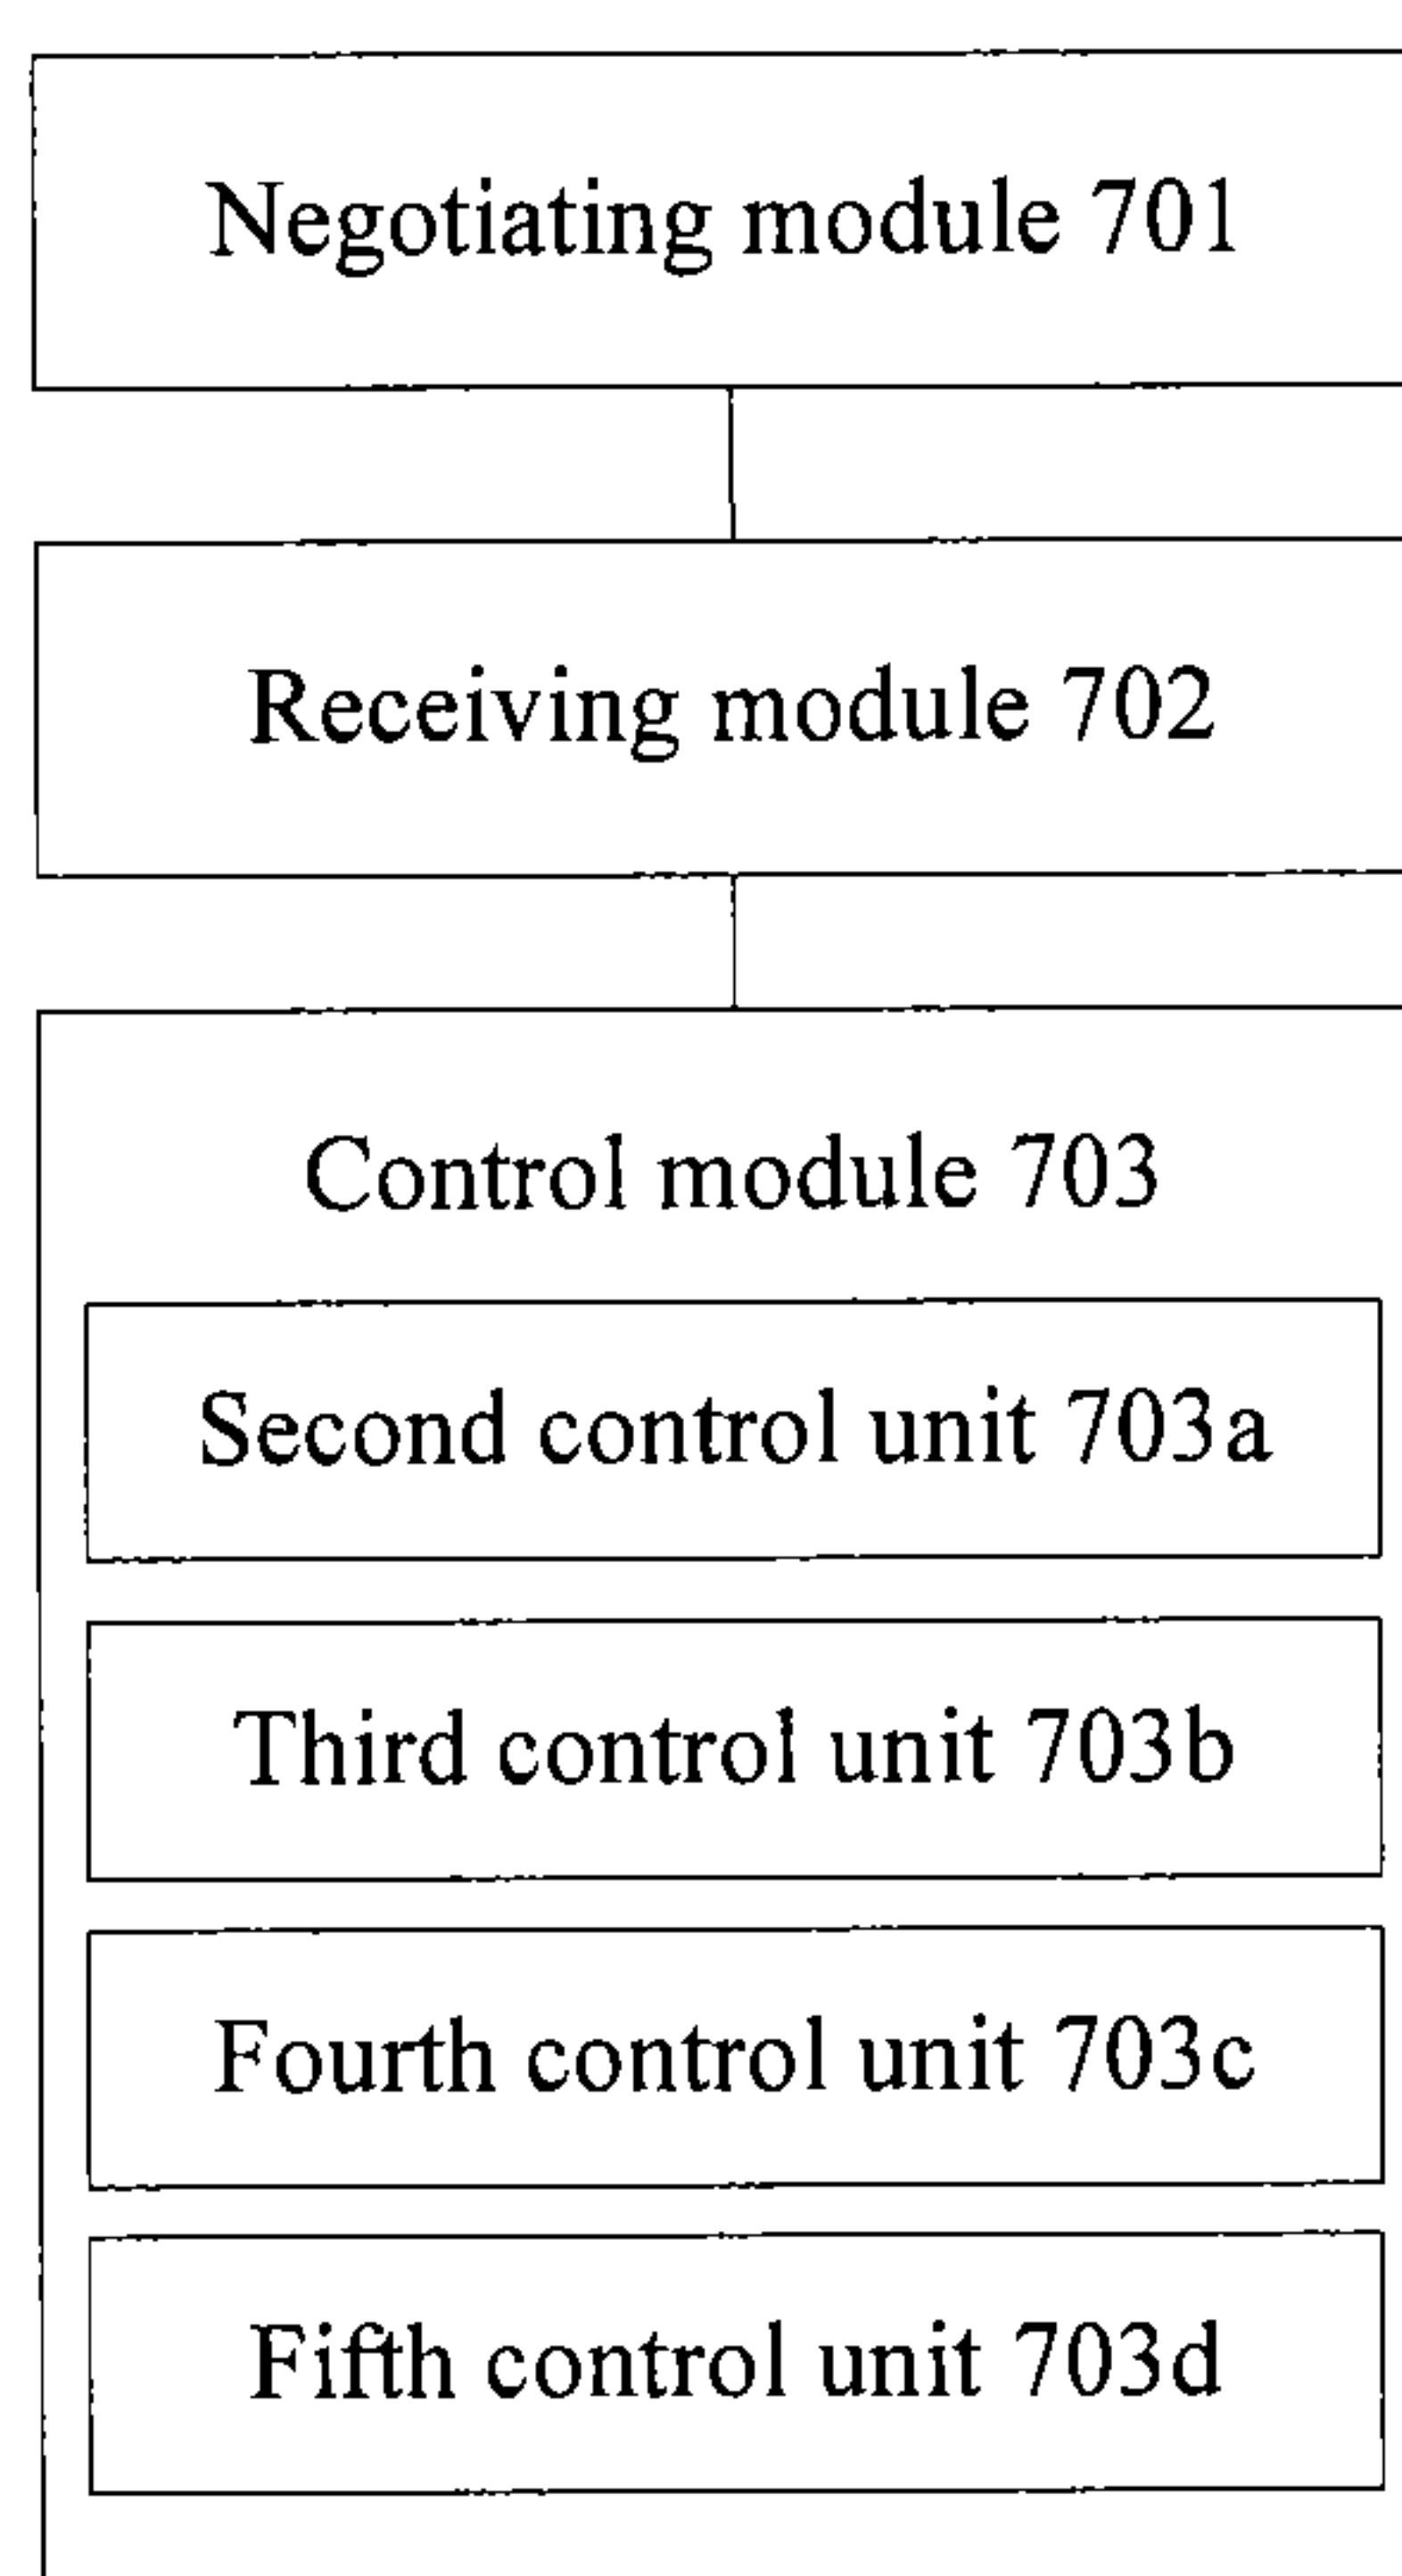 Negotiating module 701
Receiving module 702
Control module 703
Second control unit 703a
Third control unit 703b
Fourth control unit 703c
Fifth control unit 703d